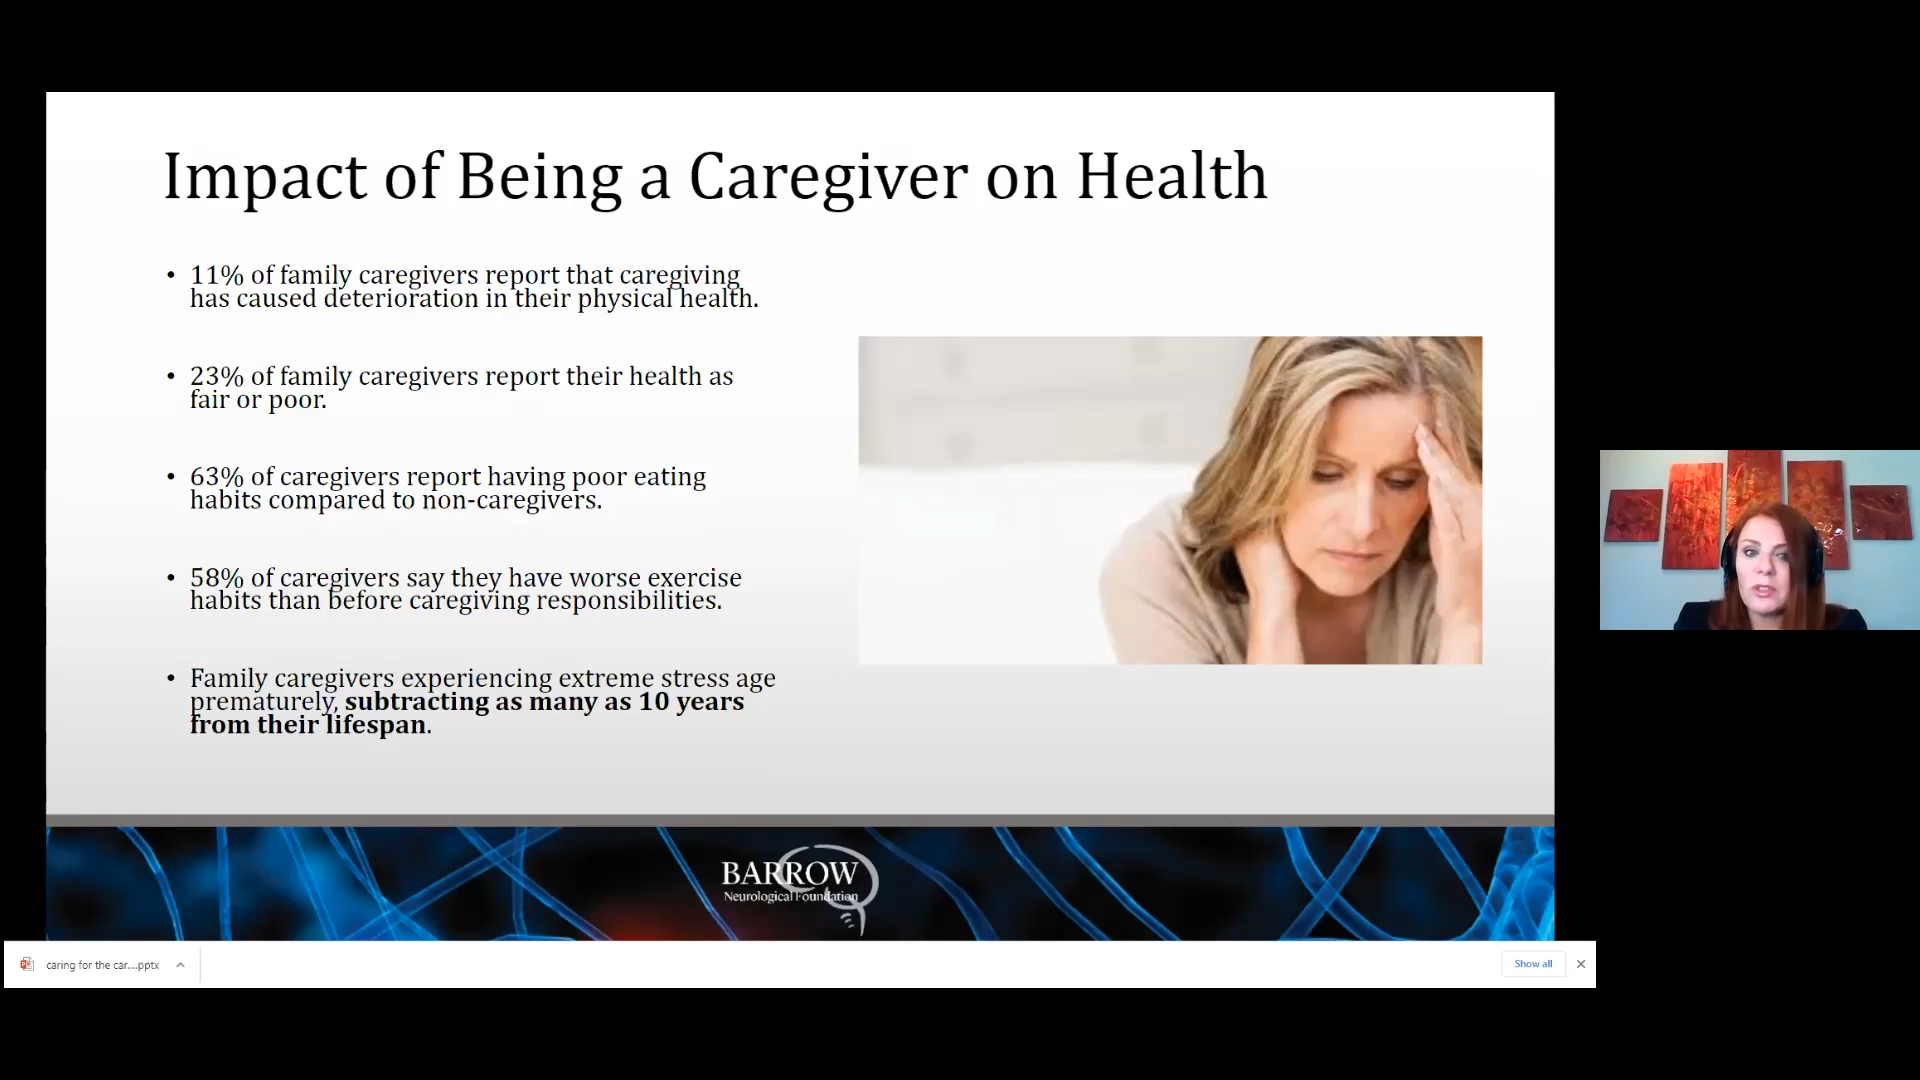 Impact of Being a Caregiver on Health
• 11% of family caregivers report that caregiving
has caused deterioration in their physical health.
• 23% of family caregivers report their health as
fair or poor.
• 63% of caregivers report having poor eating
habits compared to non-caregivers.
• 58% of caregivers say they have worse exercise
habits than before caregiving responsibilities.
• Family caregivers experiencing extreme stress age
prematurely, subtracting as many as 10 years
from their lifespan.
BARROW
Neurological Foundation
caring for the car....pptx
Show all